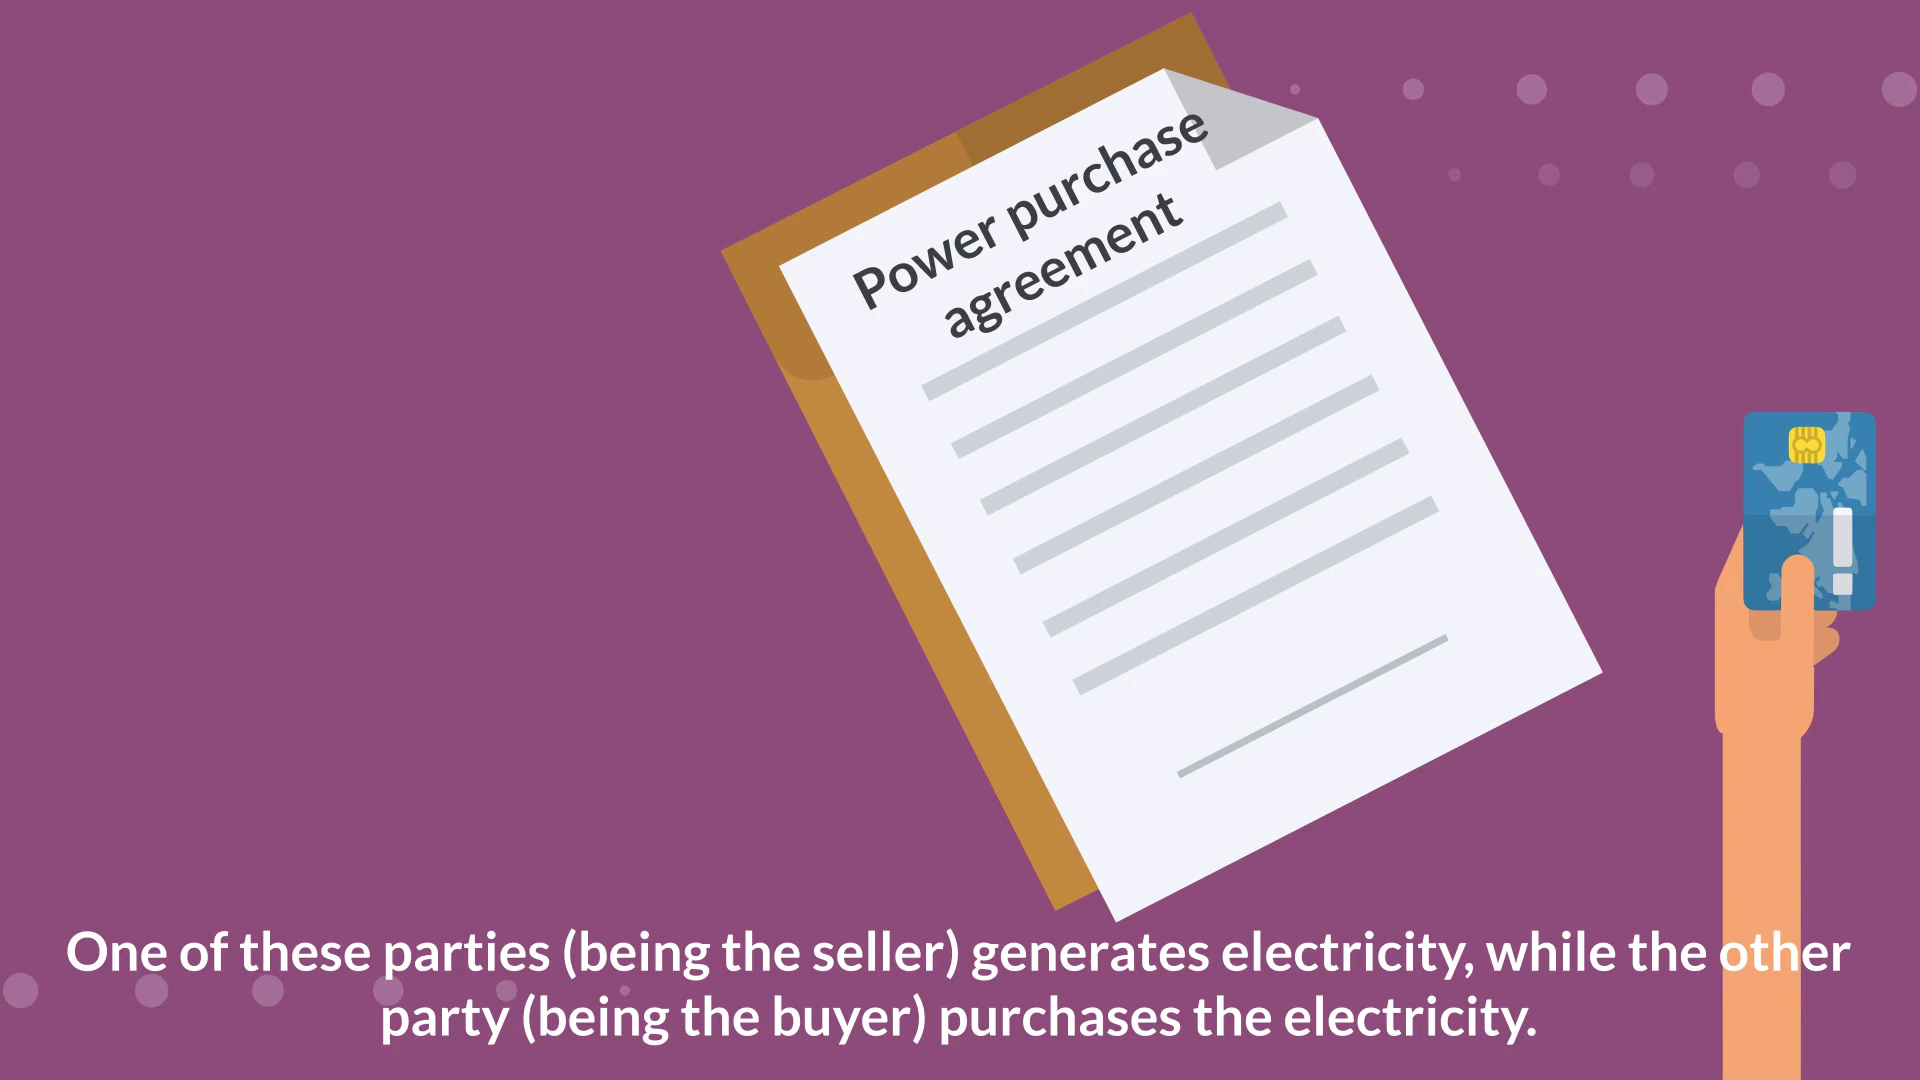 Power purchase
agreement
One of these parties (being the seller) generates electricity, while the other
party (being the buyer) purchases the electricity.